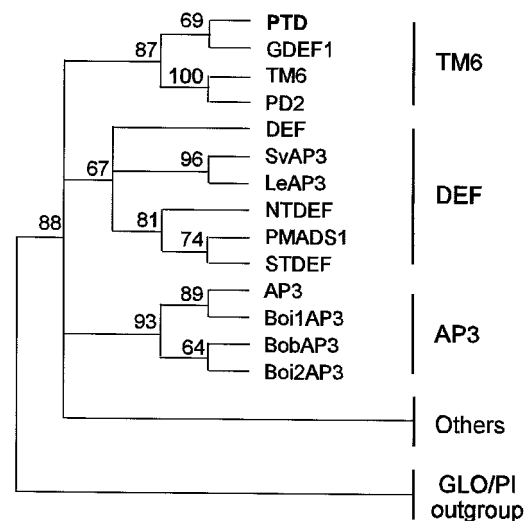 69 PTD
GDEF1
87
TM6
100 TM6
PD2
DEF
96 SvAP3
67
LeAP3
DEF
NTDEF
81
88
74 PMADS1
STDEF
AP3
89
Boi1AP3
93
AP3
64 BobAP3
Boi2AP3
Others
GLO/PI
outgroup